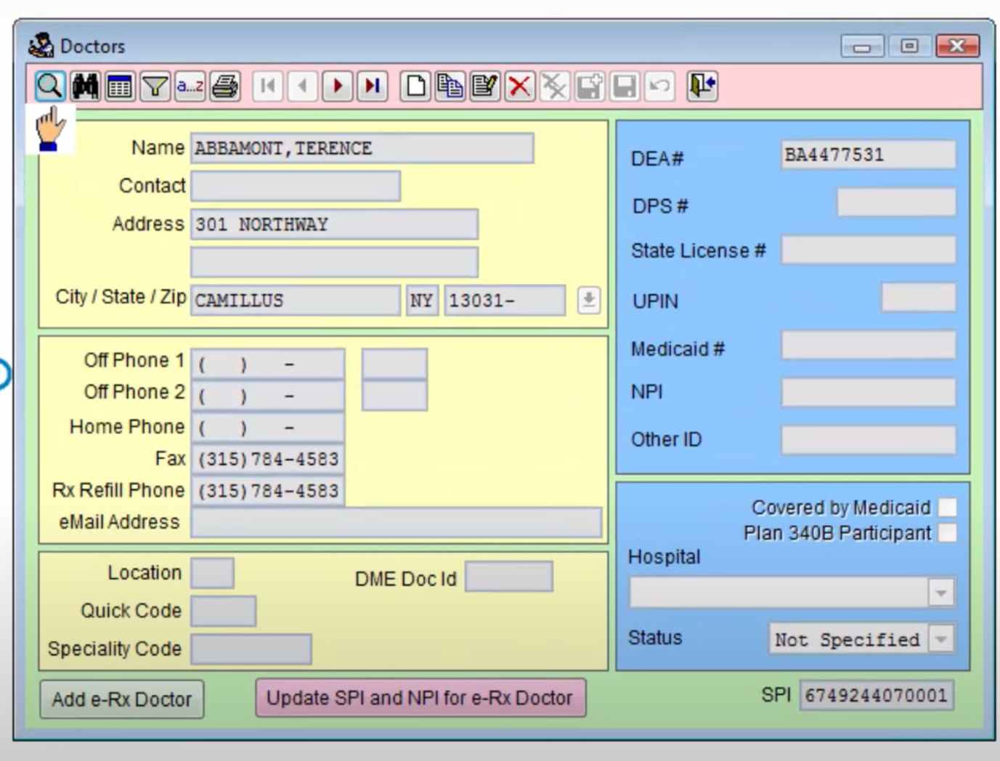 Doctors
a...z
Name ABBAMONT,TERENCE
Contact
Address 301 NORTHWAY
City / State / Zip CAMILLUS NY 13031-
Off Phone 1 ( ) -
Off Phone 2 ( ) -
Home Phone ( ) -
Fax (315)784-4583
Rx Refill Phone (315)784-4583
eMail Address
Location
DME Doc Id
Quick Code
Speciality Code
DEA# BA4477531
DPS #
State License #
UPIN
Medicaid #
NPI
Other ID
Covered by Medicaid
Plan 340B Participant
Hospital
Status Not Specified
Add e-Rx Doctor
Update SPI and NPI for e-Rx Doctor
SPI 6749244070001